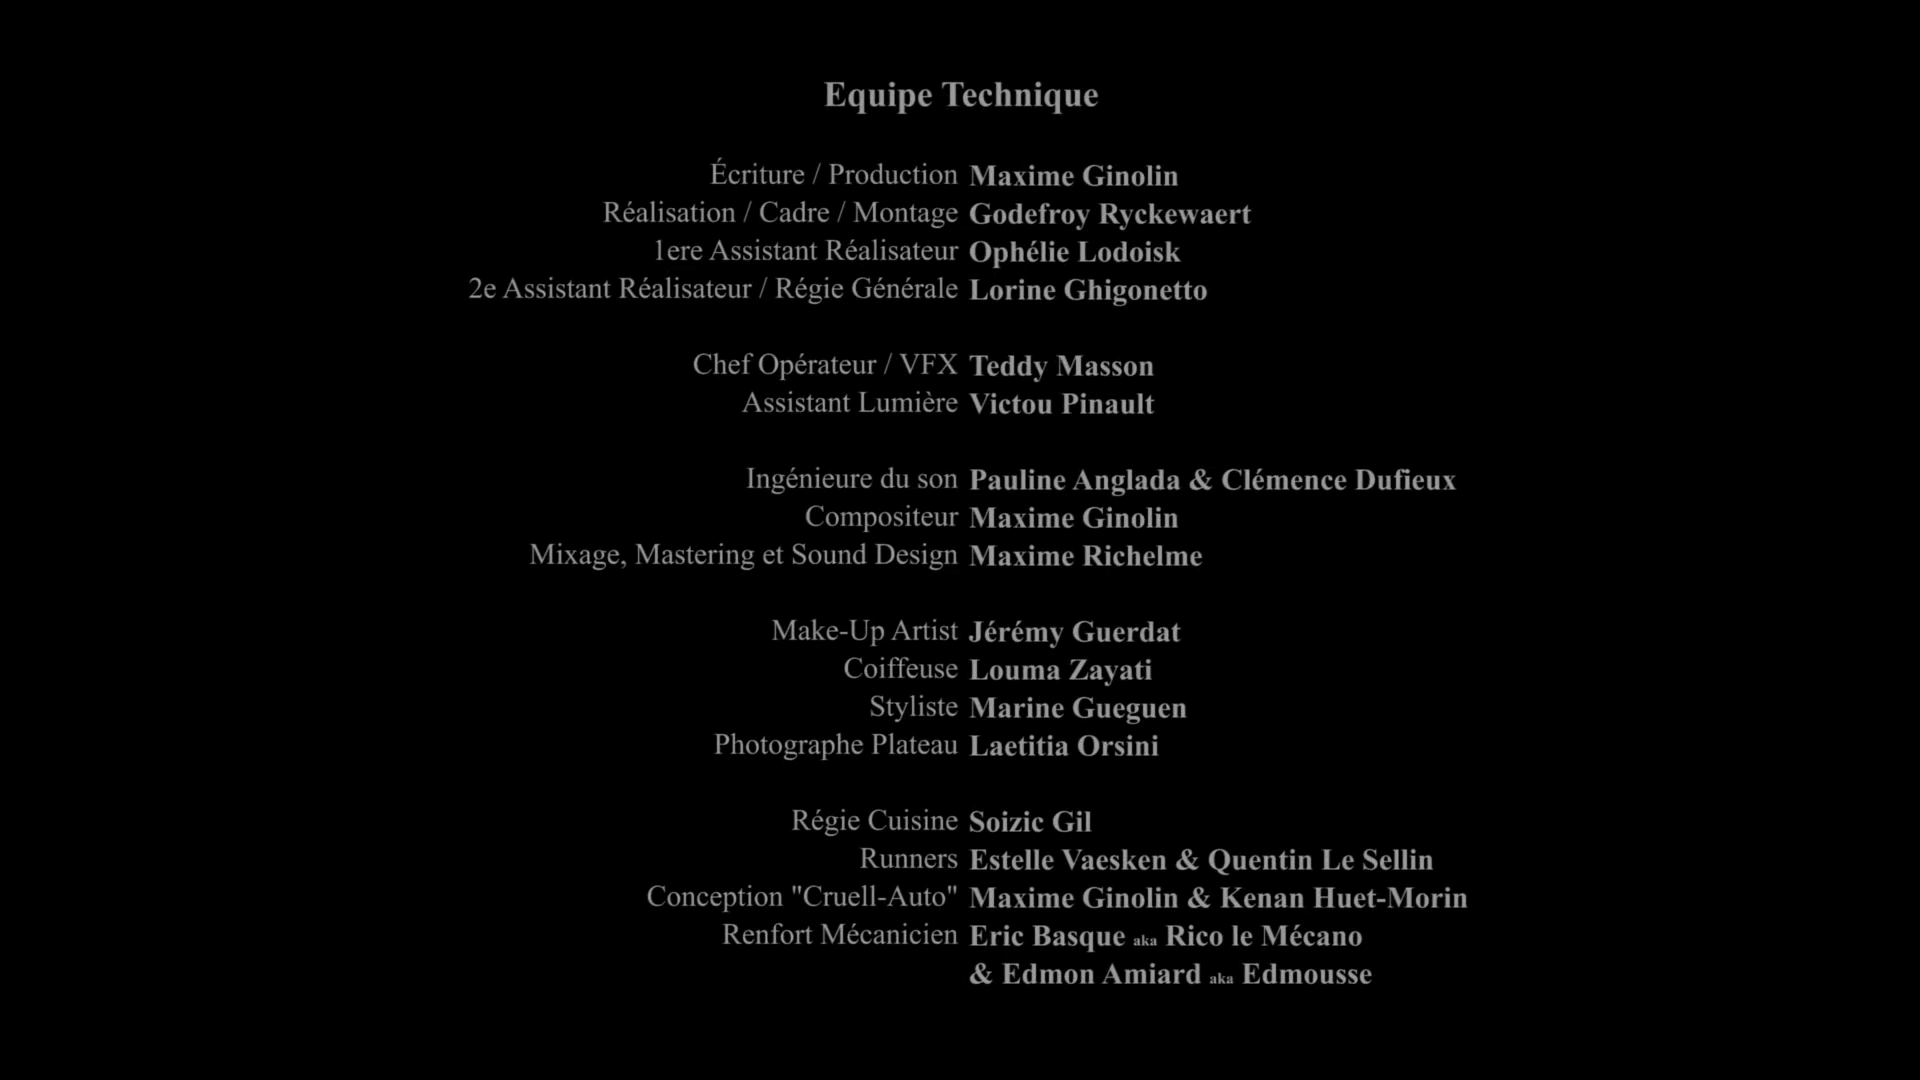 Equipe Technique
Écriture / Production Maxime Ginolin
Réalisation / Cadre / Montage Godefroy Ryckewaert
1ere Assistant Réalisateur Ophélie Lodoisk
2e Assistant Réalisateur / Régie Générale Lorine Ghigonetto
Chef Opérateur / VFX Teddy Masson
Assistant Lumière Victou Pinault
Ingénieure du son Pauline Anglada & Clémence Dufieux
Compositeur Maxime Ginolin
Mixage, Mastering et Sound Design Maxime Richelme
Make-Up Artist Jérémy Guerdat
Coiffeuse Louma Zayati
Styliste Marine Gueguen
Photographe Plateau Laetitia Orsini
Régie Cuisine Soizic Gil
Runners Estelle Vaesken & Quentin Le Sellin
Conception "Cruell-Auto" Maxime Ginolin & Kenan Huet-Morin
Renfort Mécanicien Eric Basque aka Rico le Mécano
& Edmon Amiard aka Edmousse